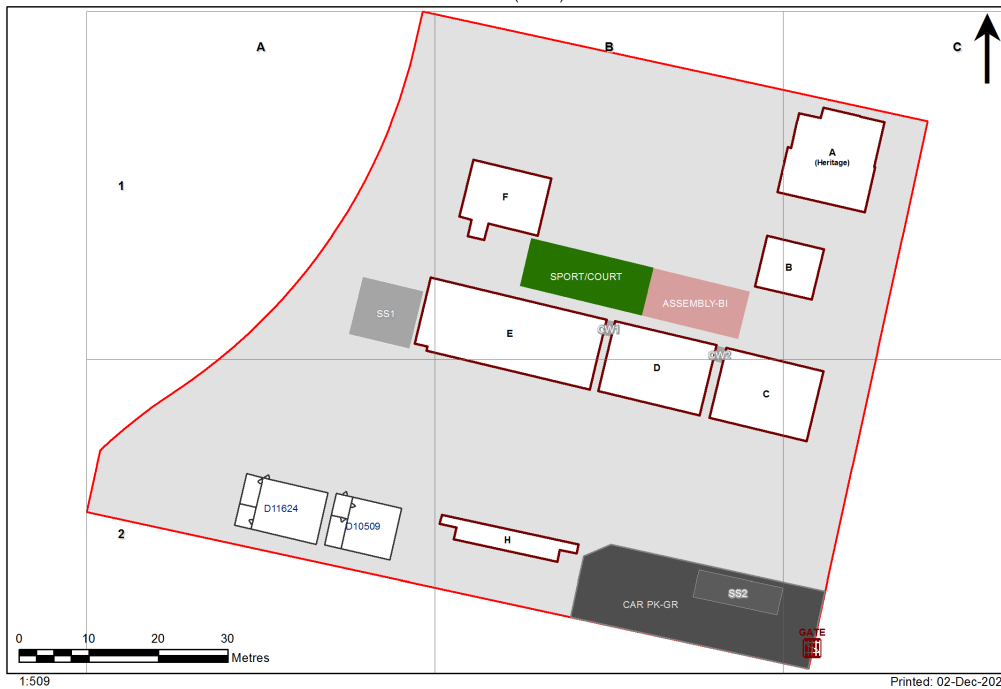 A
B
C
A
(Heritage)
1
F
B
SPORT/COURT
ASSEMBLY-BI
SS1
CW1
E
CW2
D
C
D11624
D10509
2
H
SS2
CAR PK-GR
GATE
0 10 20 30
Metres
1:509
Printed: 02-Dec-202